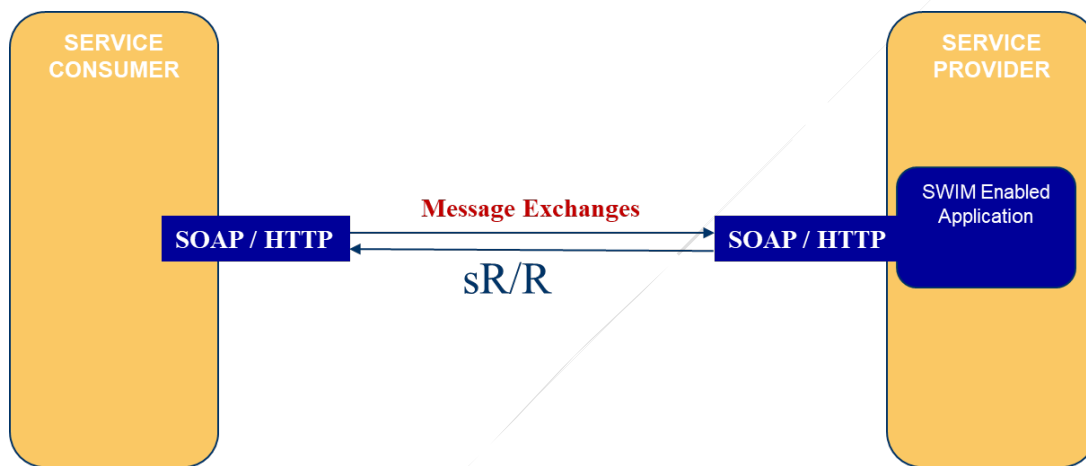 SERVICE
CONSUMER
SERVICE
PROVIDER
SWIM Enabled
Application
Message Exchanges
SOAP / HTTP
SOAP / HTTP
sR/R